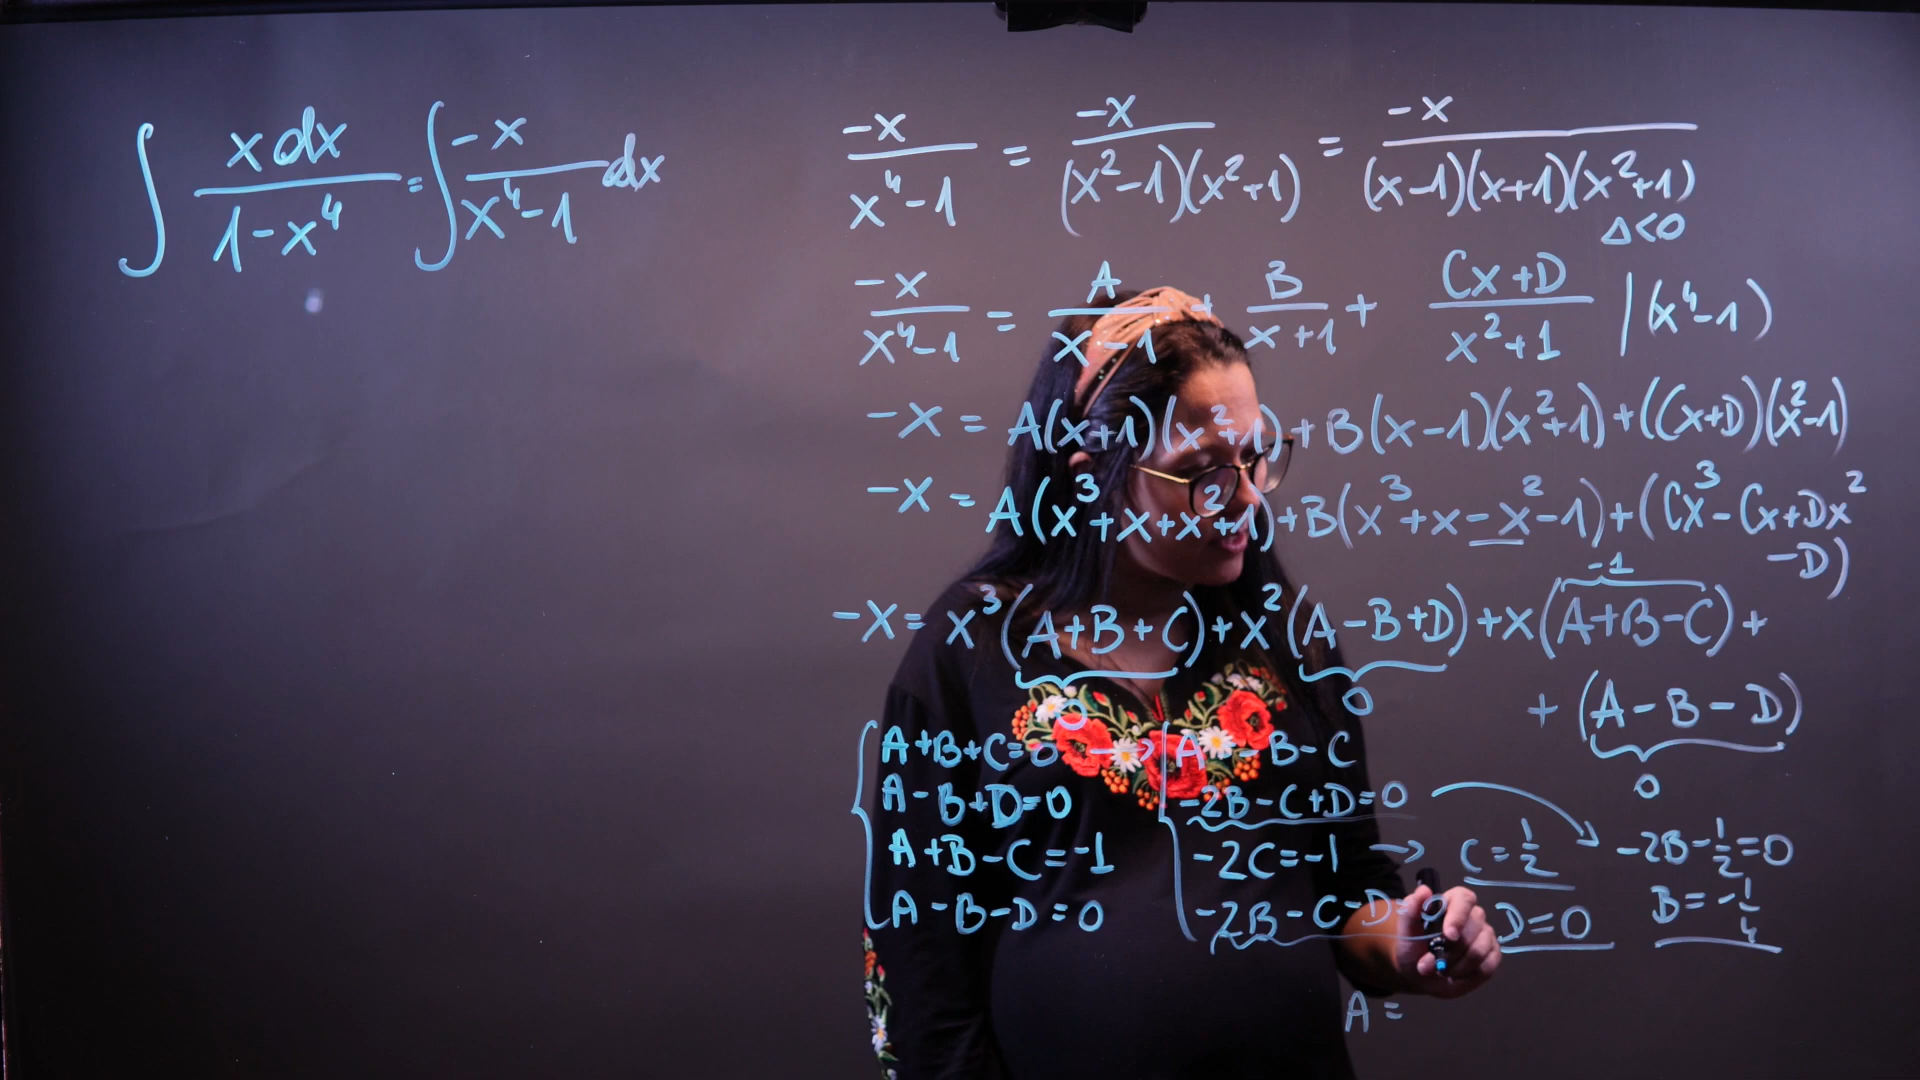 ∫ x dx / (1-x⁴) = ∫ -x / (x⁴-1) dx
-x / (x⁴-1) = -x / ((x²-1)(x²+1)) = -x / ((x-1)(x+1)(x²+1))
Δ<0
-x / (x⁴-1) = A / (x-1) + B / (x+1) + (Cx+D) / (x²+1) |(x⁴-1)
-x = A(x+1)(x²+1)+B(x-1)(x²+1)+((Cx+D)(x²-1)
-x = A(x³+x+x²+1)+B(x³+x-x²-1)+(Cx³-Cx+Dx²
-D)
-1
-x = x³(A+B+C)+x²(A-B+D)+x(A+B-C)+
0 0
+ (A-B-D)
0
A+B+C=0 → A=-B-C
A-B+D=0 -2B-C+D=0
A+B-C=-1 -2C=-1 → C=1/2 -2B-1/2=0
A-B-D=0 -2B-C-D=0 D=0 B=-1/4
A =